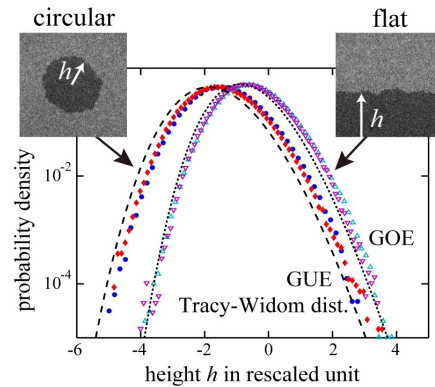 circular
flat
h
h
probability density
10⁻²
10⁻⁴
GOE
GUE
Tracy-Widom dist.
-6
-4
-2
0
2
4
height h in rescaled unit